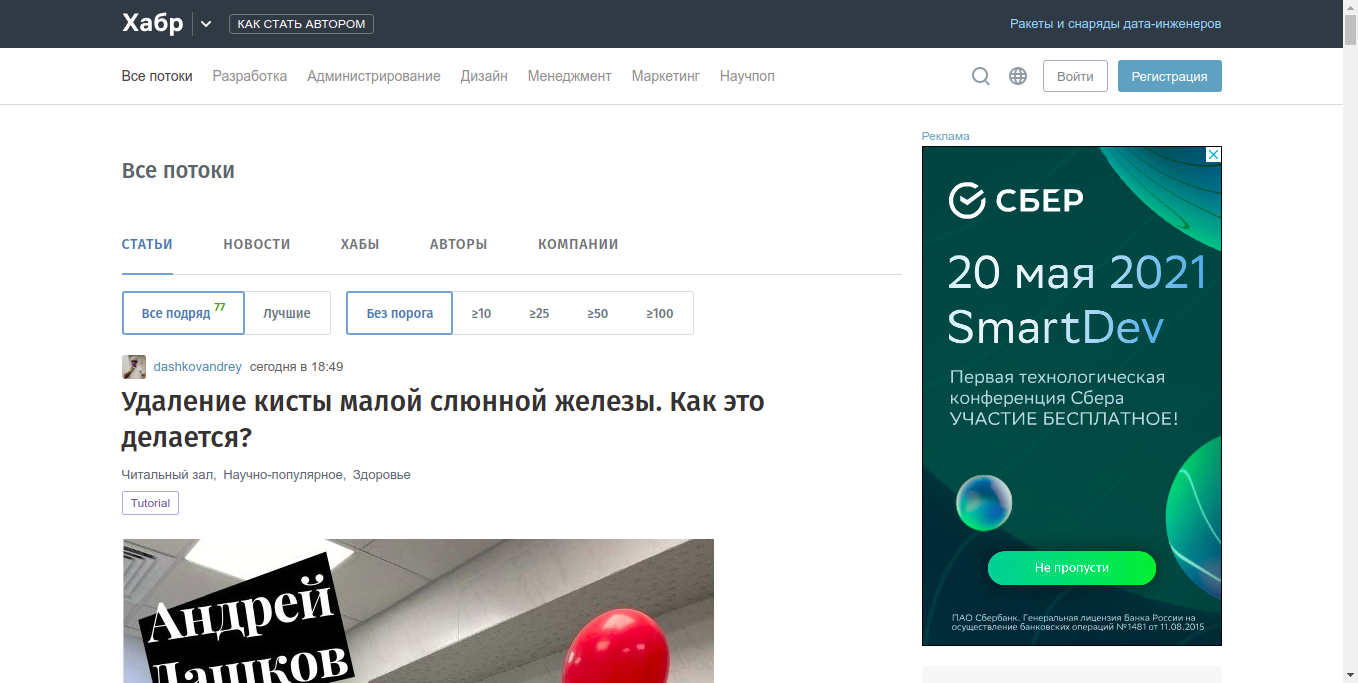 Хабр
КАК СТАТЬ АВТОРОМ
Ракеты и снаряды дата-инженеров
Все потоки Разработка Администрирование Дизайн Менеджмент Маркетинг Научпоп
Войти
Регистрация
Все потоки
СТАТЬИ НОВОСТИ ХАБЫ АВТОРЫ КОМПАНИИ
Все подряд 77 Лучшие Без порога ≥10 ≥25 ≥50 ≥100
dashkovandrey сегодня в 18:49
Удаление кисты малой слюнной железы. Как это
делается?
Читальный зал, Научно-популярное, Здоровье
Tutorial
Андрей
Дашков
Реклама
СБЕР
20 мая 2021
SmartDev
Первая технологическая
конференция Сбера
УЧАСТИЕ БЕСПЛАТНОЕ!
Не пропусти
ПАО Сбербанк. Генеральная лицензия Банка России на
осуществление банковских операций №1481 от 11.08.2015